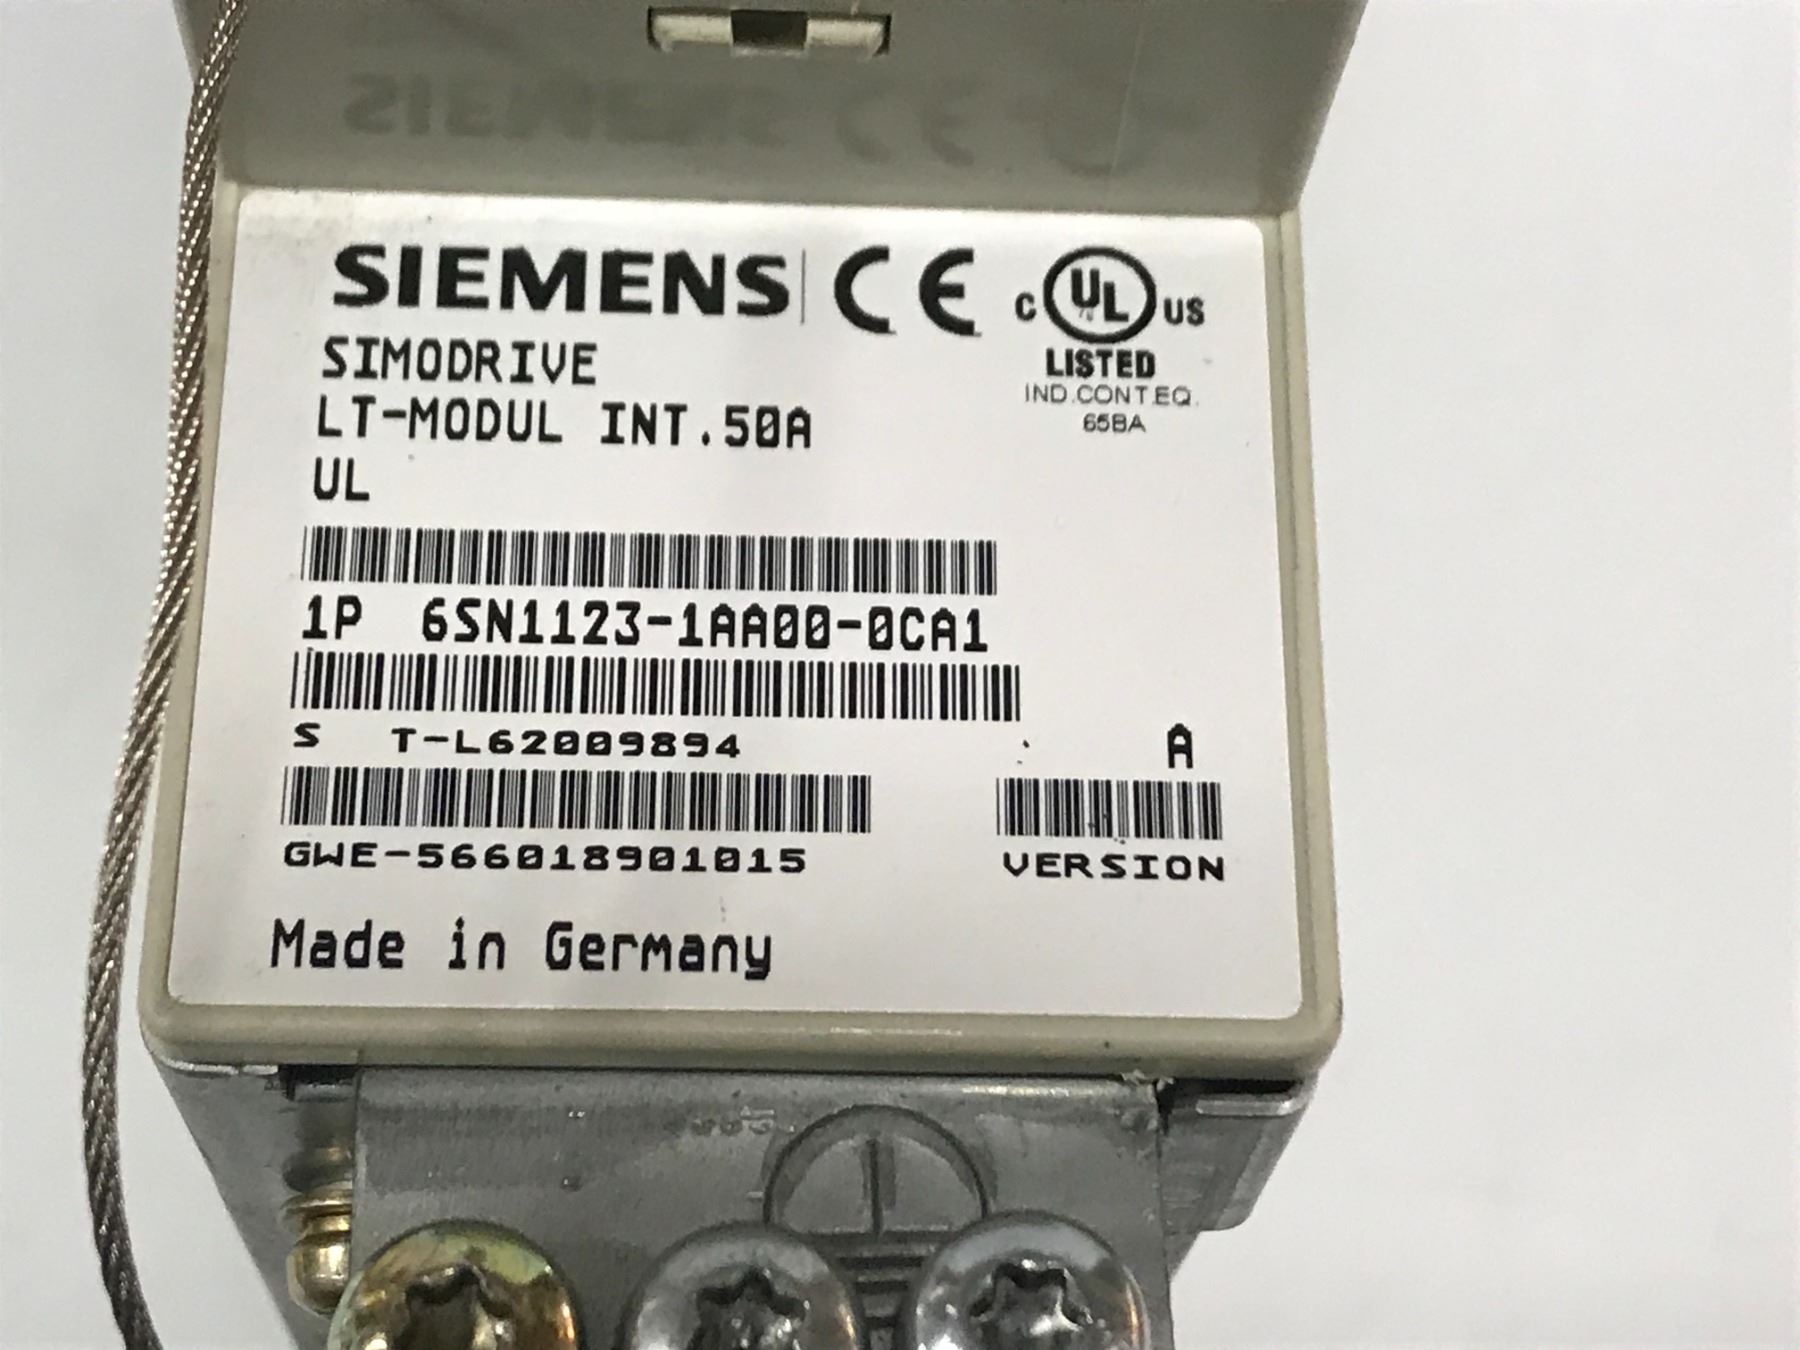 SIEMENS CE C UL US
LISTED
IND.CONT.EQ.
65BA
SIMODRIVE
LT-MODUL INT.50A
UL
1P 6SN1123-1AA00-0CA1
S T-L62009894
A
GWE-566018901015
VERSION
Made in Germany